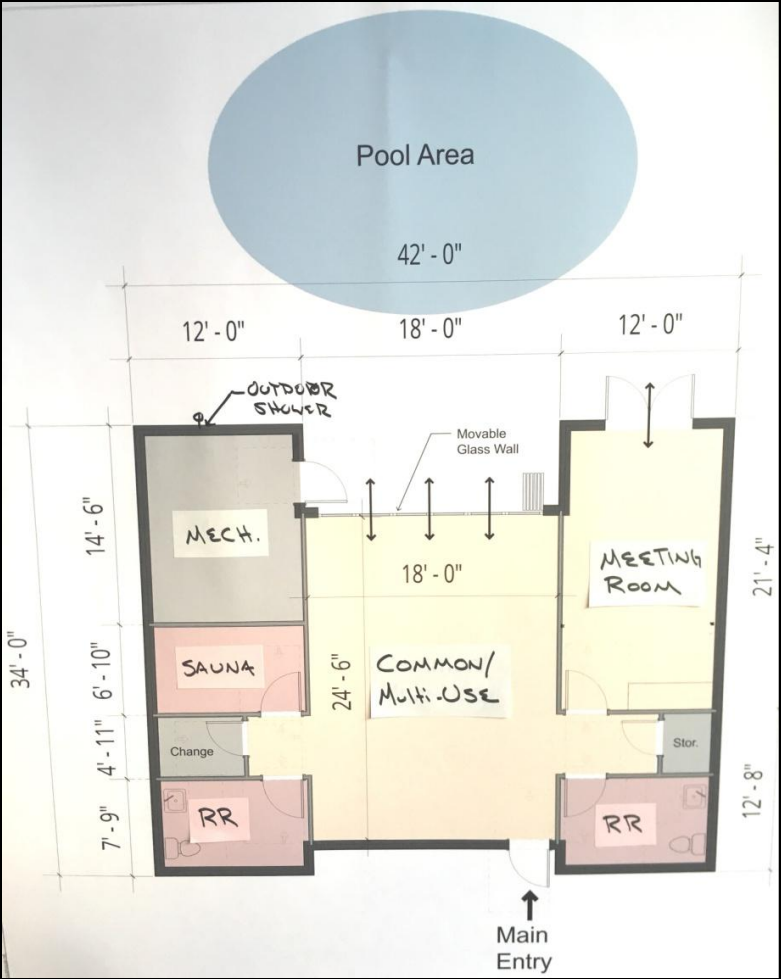 Pool Area
42' - 0"
12' - 0"
18' - 0"
12' - 0"
OUTDOOR
SHOWER
Movable
Glass Wall
14' - 6"
MECH.
18' - 0"
MEETING
ROOM
21' - 4"
34' - 0"
6' - 10"
SAUNA
24' - 6"
COMMON/
Multi-USE
4' - 11"
Change
Stor.
7' - 9"
RR
RR
12' - 8"
Main
Entry